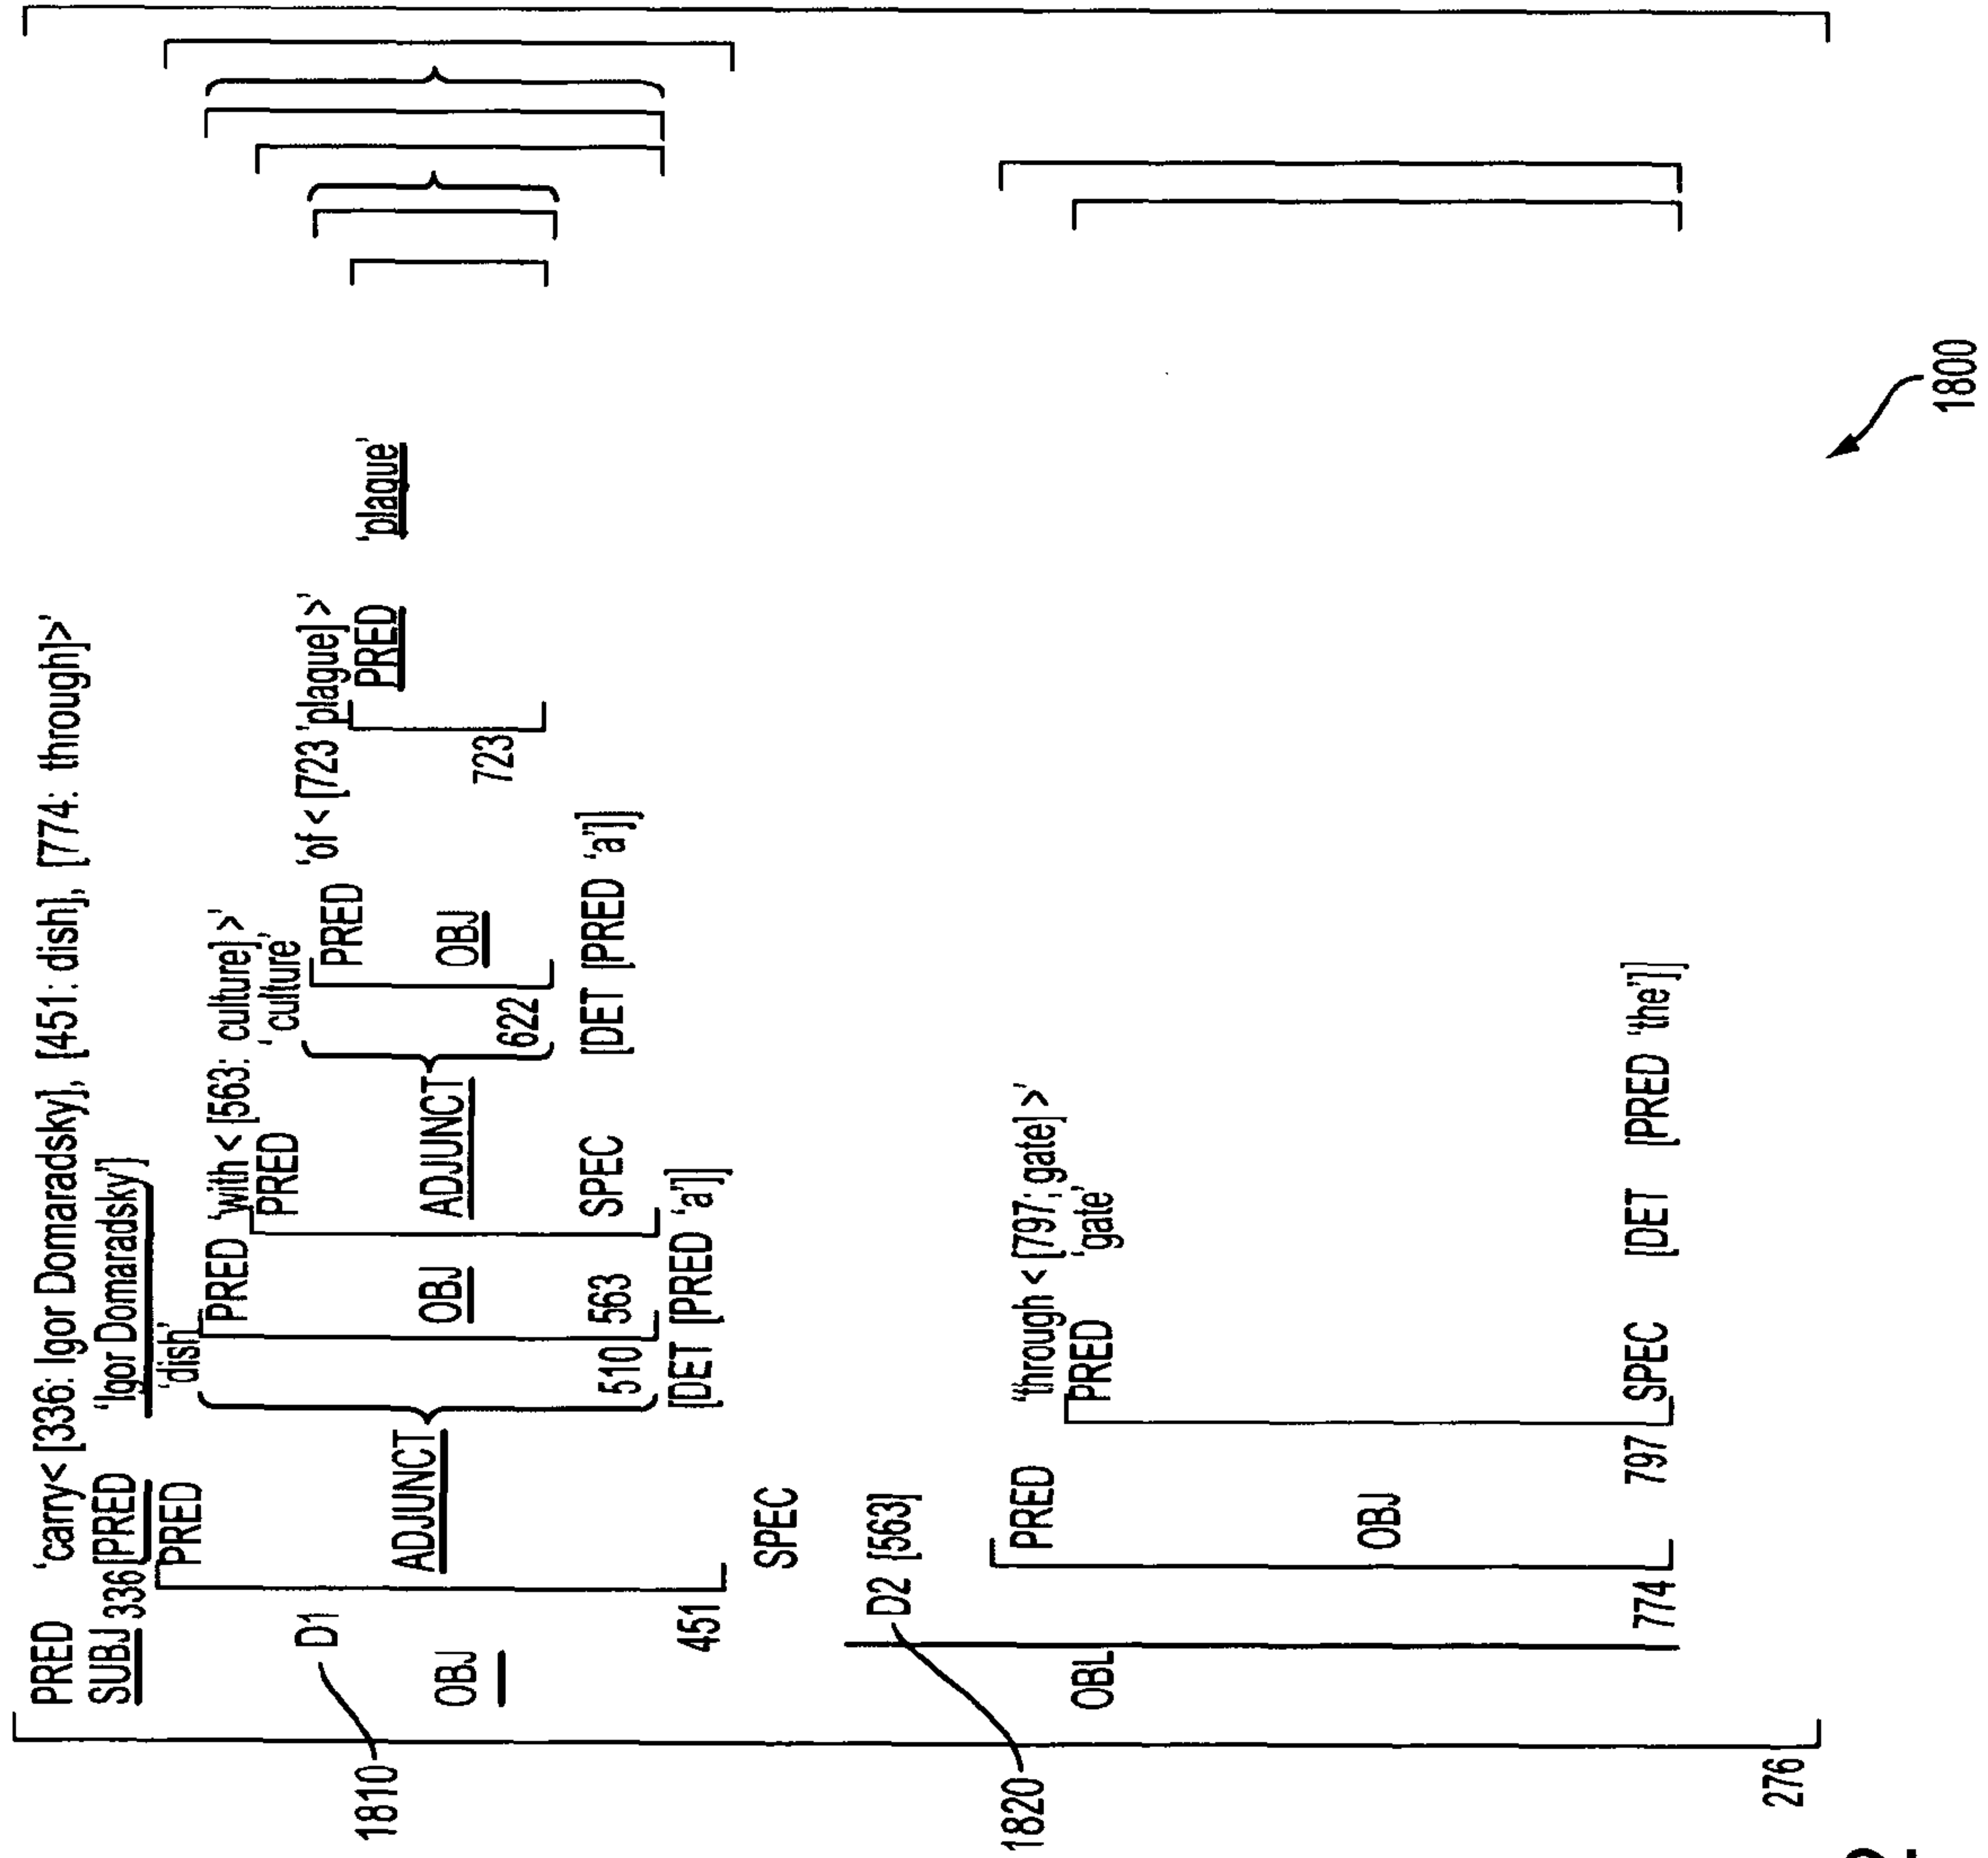 PRED 'carry< [336: Igor Domaradsky], [451: dish], [774: through]>'
SUBJ 336 [PRED 'Igor Domaradsky']
PRED 'dish'
PRED 'with < [563: culture] >'
PRED 'culture'
D1
PRED 'of < [723 'plague] >'
PRED 'plague'
1810
OBJ ADJUNCT OBJ ADJUNCT OBJ
723
622
510 563 SPEC [DET [PRED 'a']]
451 [DET [PRED 'a']]
SPEC
D2 [563]
1820
PRED "through < [797: gate] >'
OBL PRED 'gate'
OBJ
774 797 SPEC [DET [PRED 'the']]
276
1800